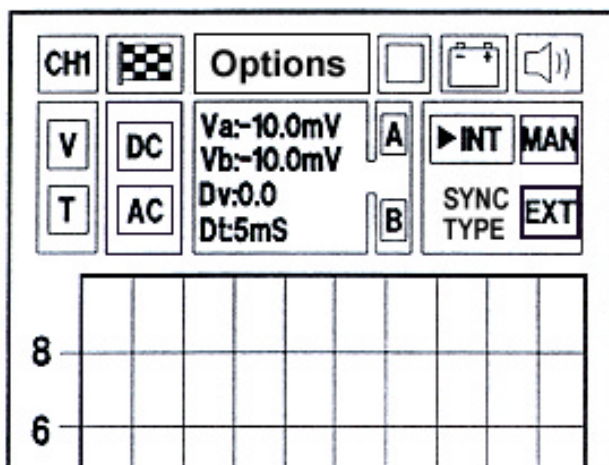 CH1 Options
V DC Va:-10.0mV A ▶INT MAN
Vb:-10.0mV
T AC Dv:0.0 B SYNC EXT
Dt:5mS TYPE
8
6